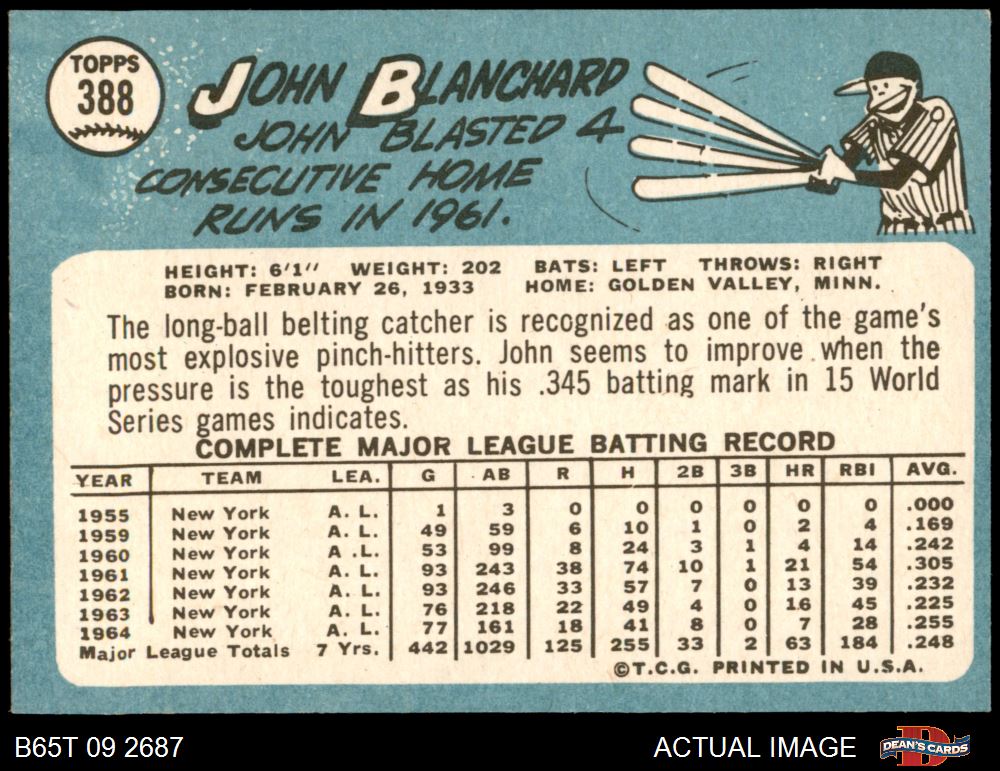 TOPPS
388
JOHN BLANCHARD
JOHN BLASTED 4
CONSECUTIVE HOME
RUNS IN 1961.
HEIGHT: 6'1" WEIGHT: 202 BATS: LEFT THROWS: RIGHT
BORN: FEBRUARY 26, 1933 HOME: GOLDEN VALLEY, MINN.
The long-ball belting catcher is recognized as one of the game's
most explosive pinch-hitters. John seems to improve when the
pressure is the toughest as his .345 batting mark in 15 World
Series games indicates.
COMPLETE MAJOR LEAGUE BATTING RECORD
YEAR TEAM LEA. G AB R H 2B 3B HR RBI AVG.
1955 New York A. L. 1 3 0 0 0 0 0 0 .000
1959 New York A. L. 49 59 6 10 1 0 2 4 .169
1960 New York A. L. 53 99 8 24 3 1 4 14 .242
1961 New York A. L. 93 243 38 74 10 1 21 54 .305
1962 New York A. L. 93 246 33 57 7 0 13 39 .232
1963 New York A. L. 76 218 22 49 4 0 16 45 .225
1964 New York A. L. 77 161 18 41 8 0 7 28 .255
Major League Totals 7 Yrs. 442 1029 125 255 33 2 63 184 .248
©T.C.G. PRINTED IN U.S.A.
B65T 09 2687 ACTUAL IMAGE DEAN'S CARDS